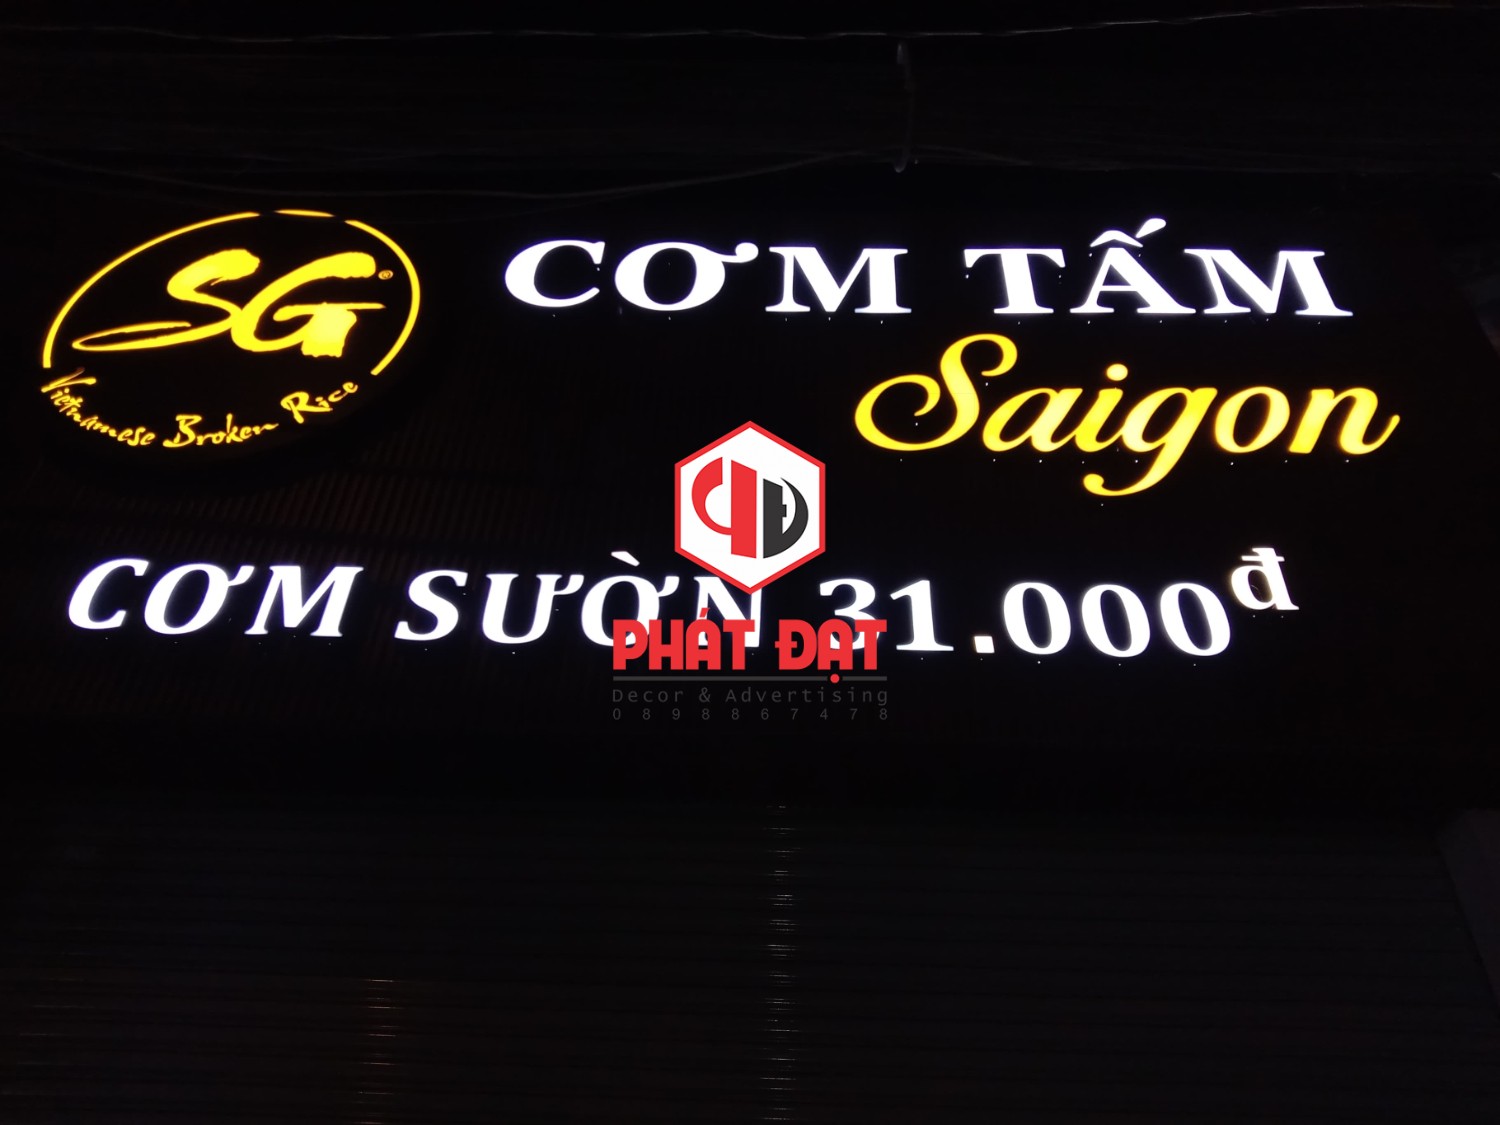 SG®
Vietnamese Broken Rice
CƠM TẤM
Saigon
CƠM SƯỜN 31.000đ
PHÁT ĐẠT
Decor & Advertising
0898867478